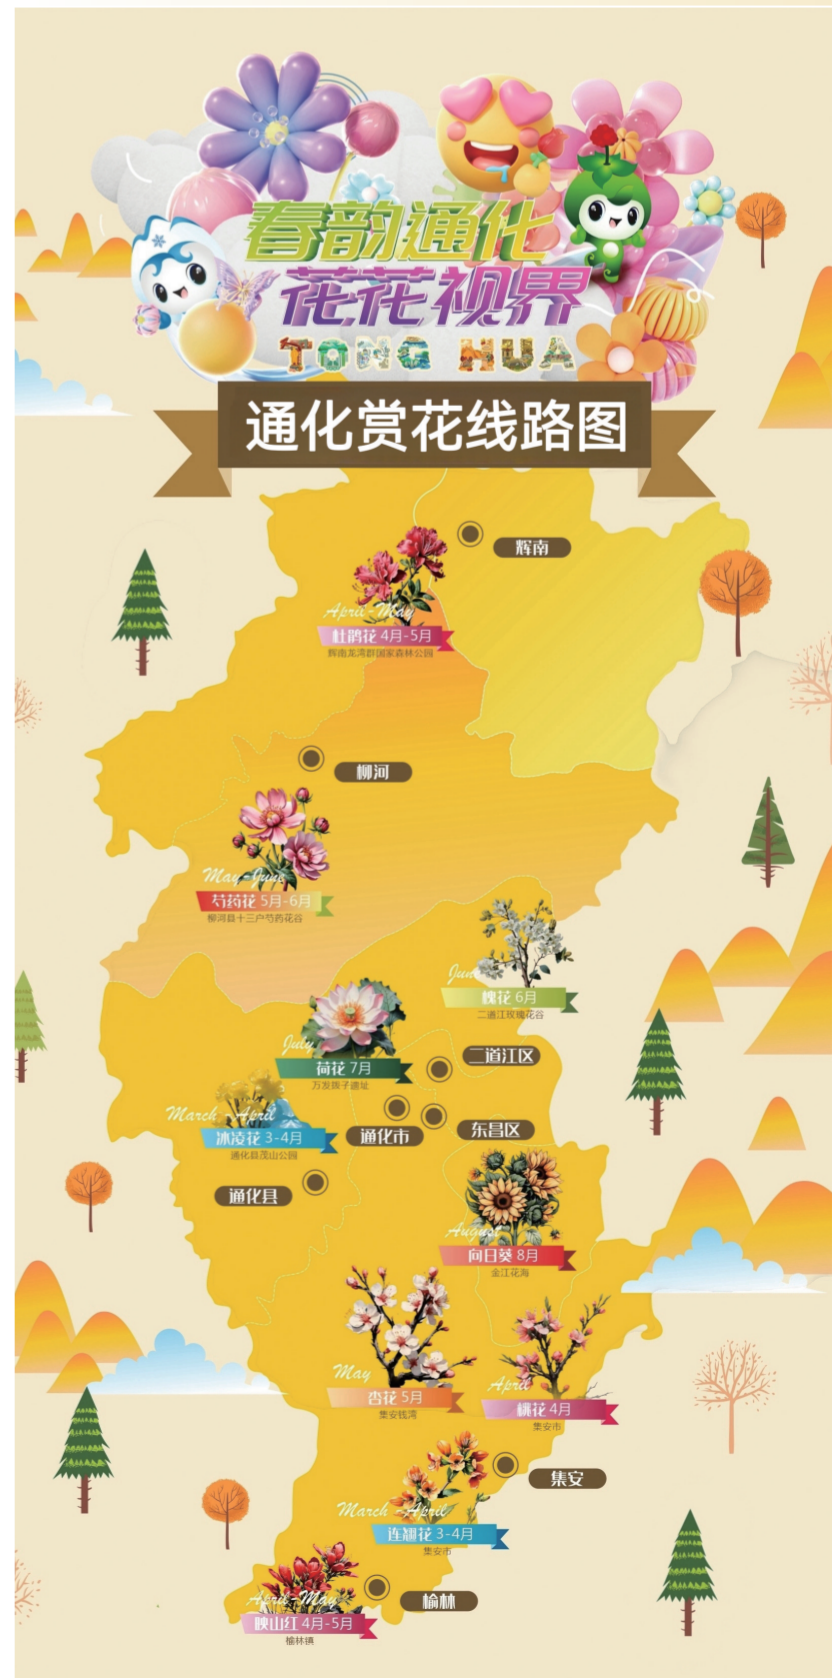 春韵通化
花花视界
TONG HUA
通化赏花线路图
辉南
April-May
杜鹃花 4月-5月
辉南龙湾群国家森林公园
柳河
May-June
芍药花 5月-6月
柳河县十三户芍药花谷
June
槐花 6月
二道江玫瑰花谷
July
荷花 7月
万发拨子遗址
二道江区
March-April
冰凌花 3-4月
通化县茂山公园
通化市
东昌区
通化县
August
向日葵 8月
金江花海
May
杏花 5月
集安钱湾
April
桃花 4月
集安市
集安
March-April
连翘花 3-4月
集安市
榆林
April-May
映山红 4月-5月
榆林镇